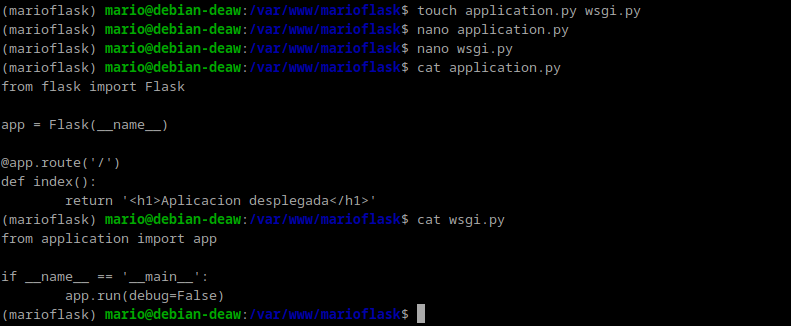 (marioflask) mario@debian-deaw:/var/www/marioflask$ touch application.py wsgi.py
(marioflask) mario@debian-deaw:/var/www/marioflask$ nano application.py
(marioflask) mario@debian-deaw:/var/www/marioflask$ nano wsgi.py
(marioflask) mario@debian-deaw:/var/www/marioflask$ cat application.py
from flask import Flask

app = Flask(__name__)

@app.route('/')
def index():
        return '<h1>Aplicacion desplegada</h1>'
(marioflask) mario@debian-deaw:/var/www/marioflask$ cat wsgi.py
from application import app

if __name__ == '__main__':
        app.run(debug=False)
(marioflask) mario@debian-deaw:/var/www/marioflask$